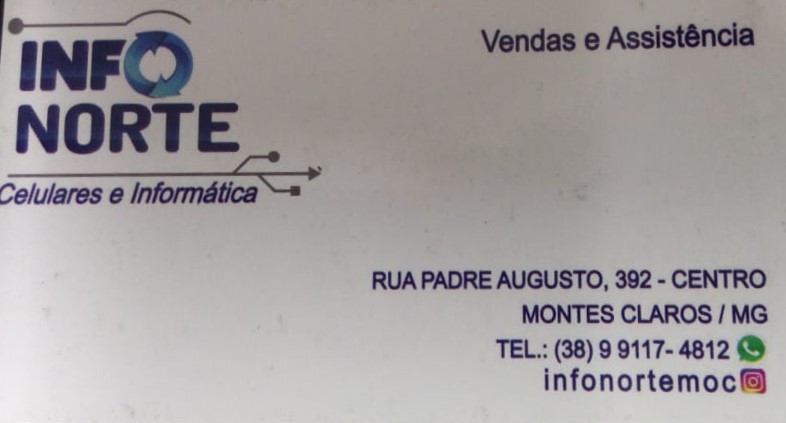 INFO
NORTE
Celulares e Informática
Vendas e Assistência
RUA PADRE AUGUSTO, 392 - CENTRO
MONTES CLAROS / MG
TEL.: (38) 9 9117- 4812
infonortemoc